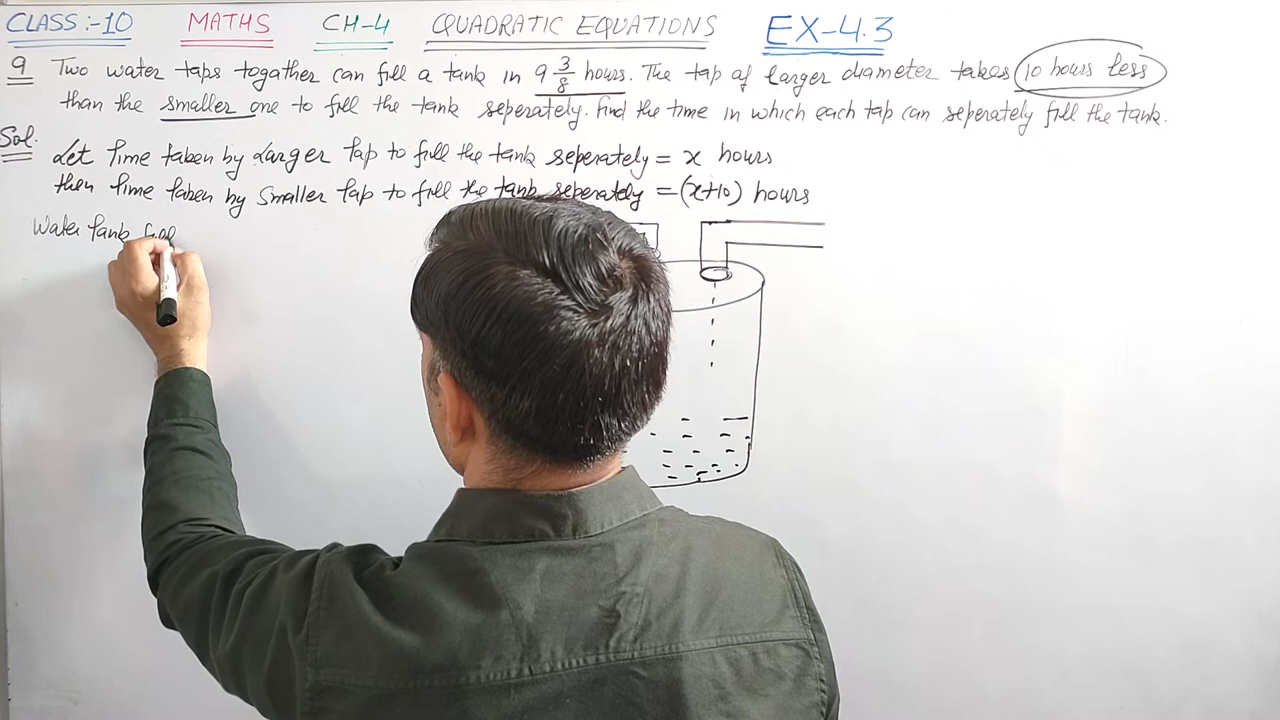 CLASS:-10 MATHS CH-4 QUADRATIC EQUATIONS EX-4.3
9 Two water taps together can fill a tank in 9 3/8 hours. The tap of larger diameter takes 10 hours less
than the smaller one to fill the tank seperately. Find the time in which each tap can seperately fill the tank.
Sol.
Let Time taken by Larger Tap to fill the tank seperately = x hours
then Time taken by Smaller Tap to fill the tank seperately = (x+10) hours
Water Tank